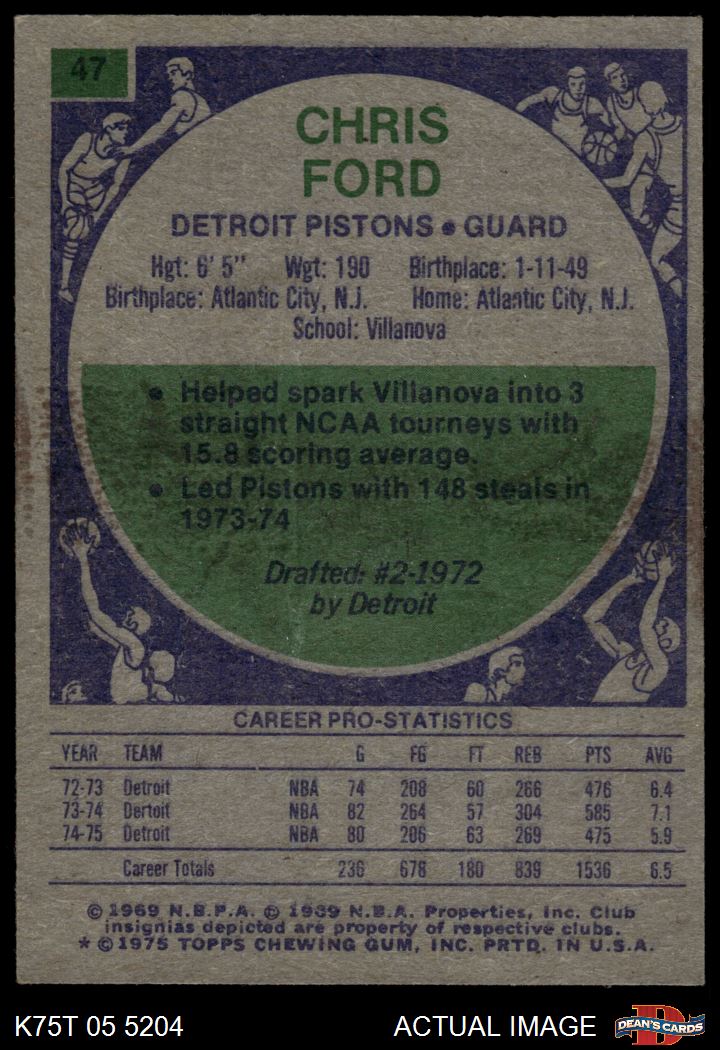 47
CHRIS
FORD
DETROIT PISTONS • GUARD
Hgt: 6' 5" Wgt: 190 Birthplace: 1-11-49
Birthplace: Atlantic City, N.J. Home: Atlantic City, N.J.
School: Villanova
• Helped spark Villanova into 3
straight NCAA tourneys with
15.8 scoring average.
• Led Pistons with 148 steals in
1973-74
Drafted: #2-1972
by Detroit
CAREER PRO-STATISTICS
YEAR TEAM G FG FT REB PTS AVG
72-73 Detroit NBA 74 208 60 266 476 6.4
73-74 Dertoit NBA 82 264 57 304 585 7.1
74-75 Detroit NBA 80 206 63 269 475 5.9
Career Totals 236 678 180 839 1536 6.5
© 1969 N.B.P.A. © 1969 N.B.A. Properties, Inc. Club
insignias depicted are property of respective clubs.
* © 1975 TOPPS CHEWING GUM, INC. PRTD. IN U.S.A.
K75T 05 5204 ACTUAL IMAGE DEAN'S CARDS